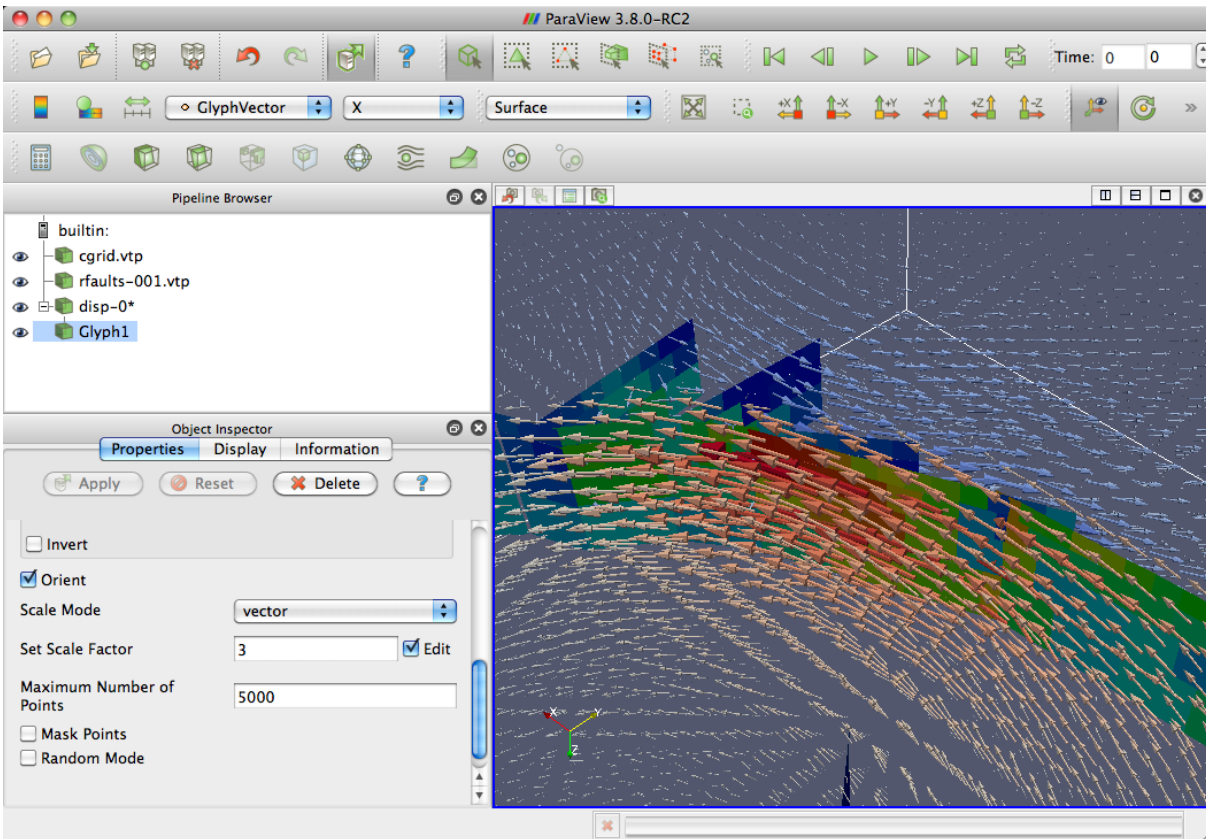 ParaView 3.8.0-RC2
? Time: 0 0
GlyphVector X Surface +X -X +Y -Y +Z -Z
Pipeline Browser
builtin:
cgrid.vtp
rfaults-001.vtp
disp-0*
Glyph1
Object Inspector
Properties Display Information
Apply Reset Delete ?
Invert
Orient
Scale Mode vector
Set Scale Factor 3 Edit
Maximum Number of
Points 5000
Mask Points
Random Mode
X Y
Z